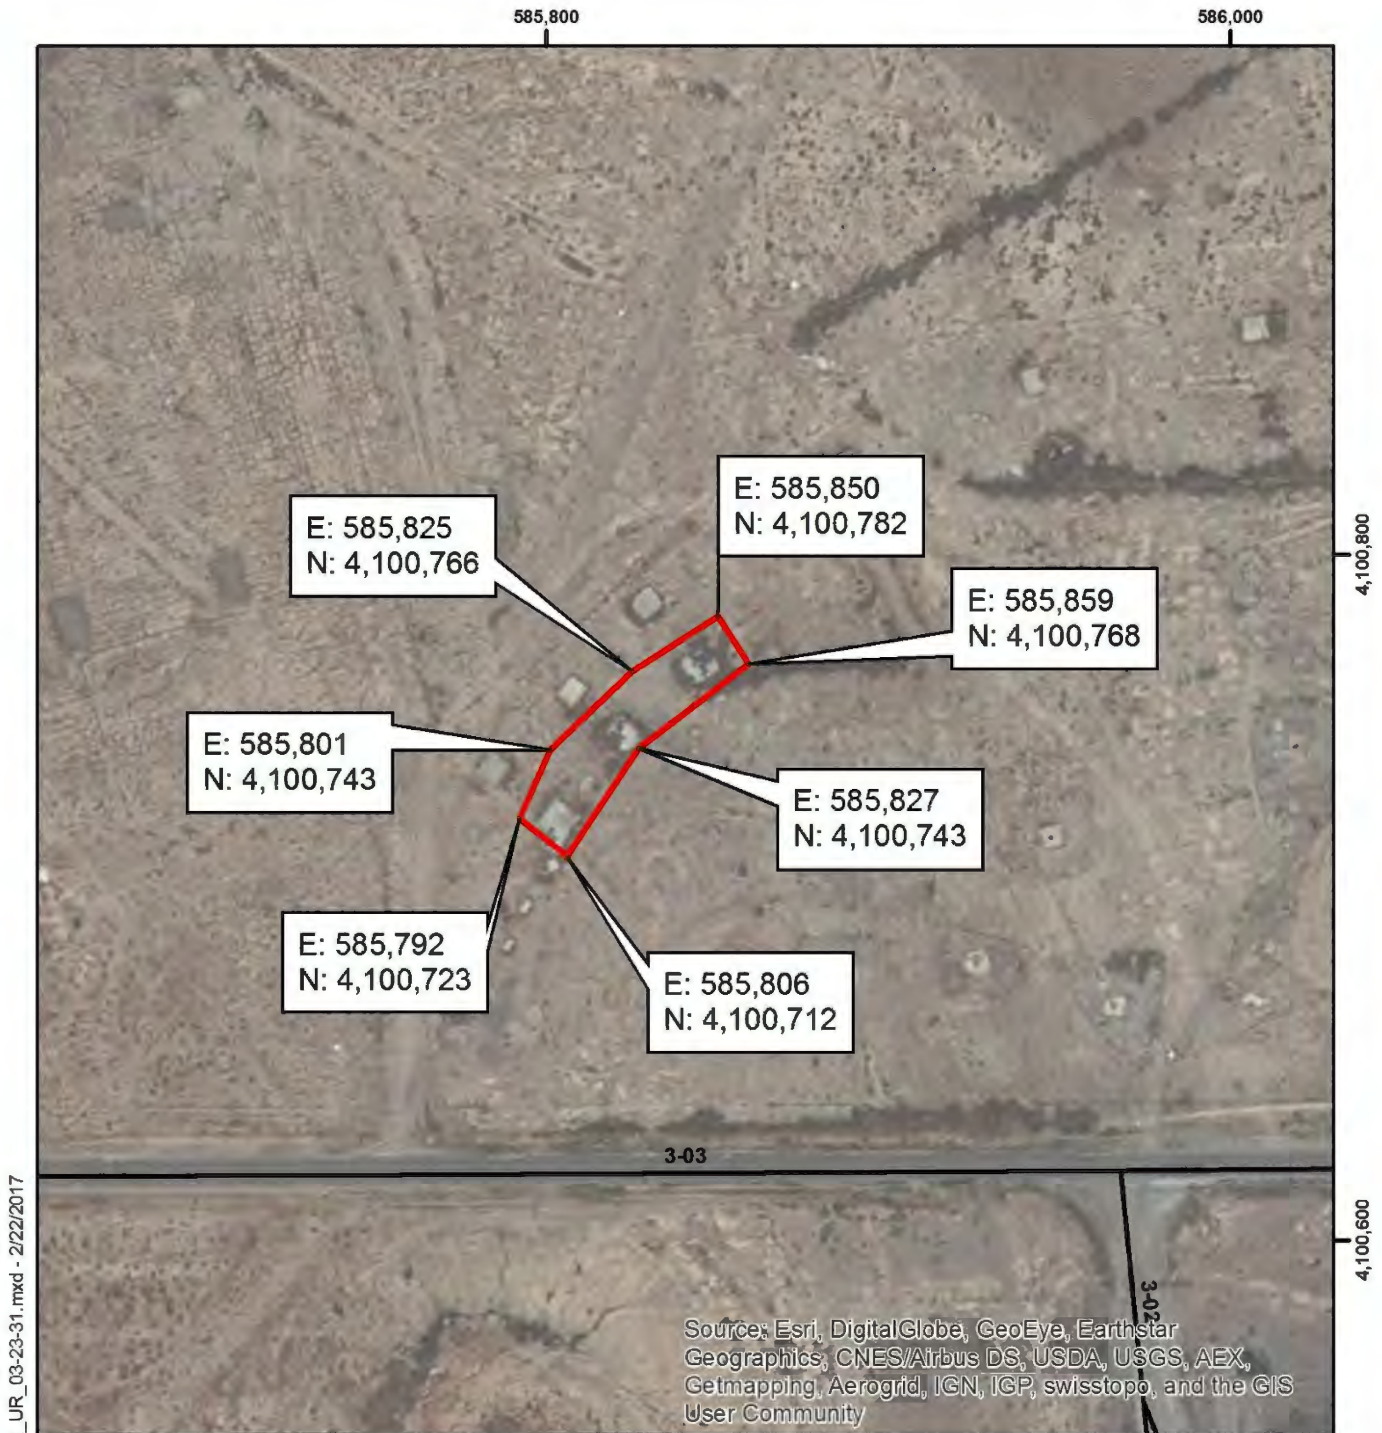 585,800
586,000
E: 585,850
N: 4,100,782
E: 585,825
N: 4,100,766
4,100,800
E: 585,859
N: 4,100,768
E: 585,801
N: 4,100,743
E: 585,827
N: 4,100,743
E: 585,792
N: 4,100,723
E: 585,806
N: 4,100,712
3-03
4,100,600
3-02
_UR_03-23-31.mxd - 2/22/2017
Source: Esri, DigitalGlobe, GeoEye, Earthstar
Geographics, CNES/Airbus DS, USDA, USGS, AEX,
Getmapping, Aerogrid, IGN, IGP, swisstopo, and the GIS
User Community